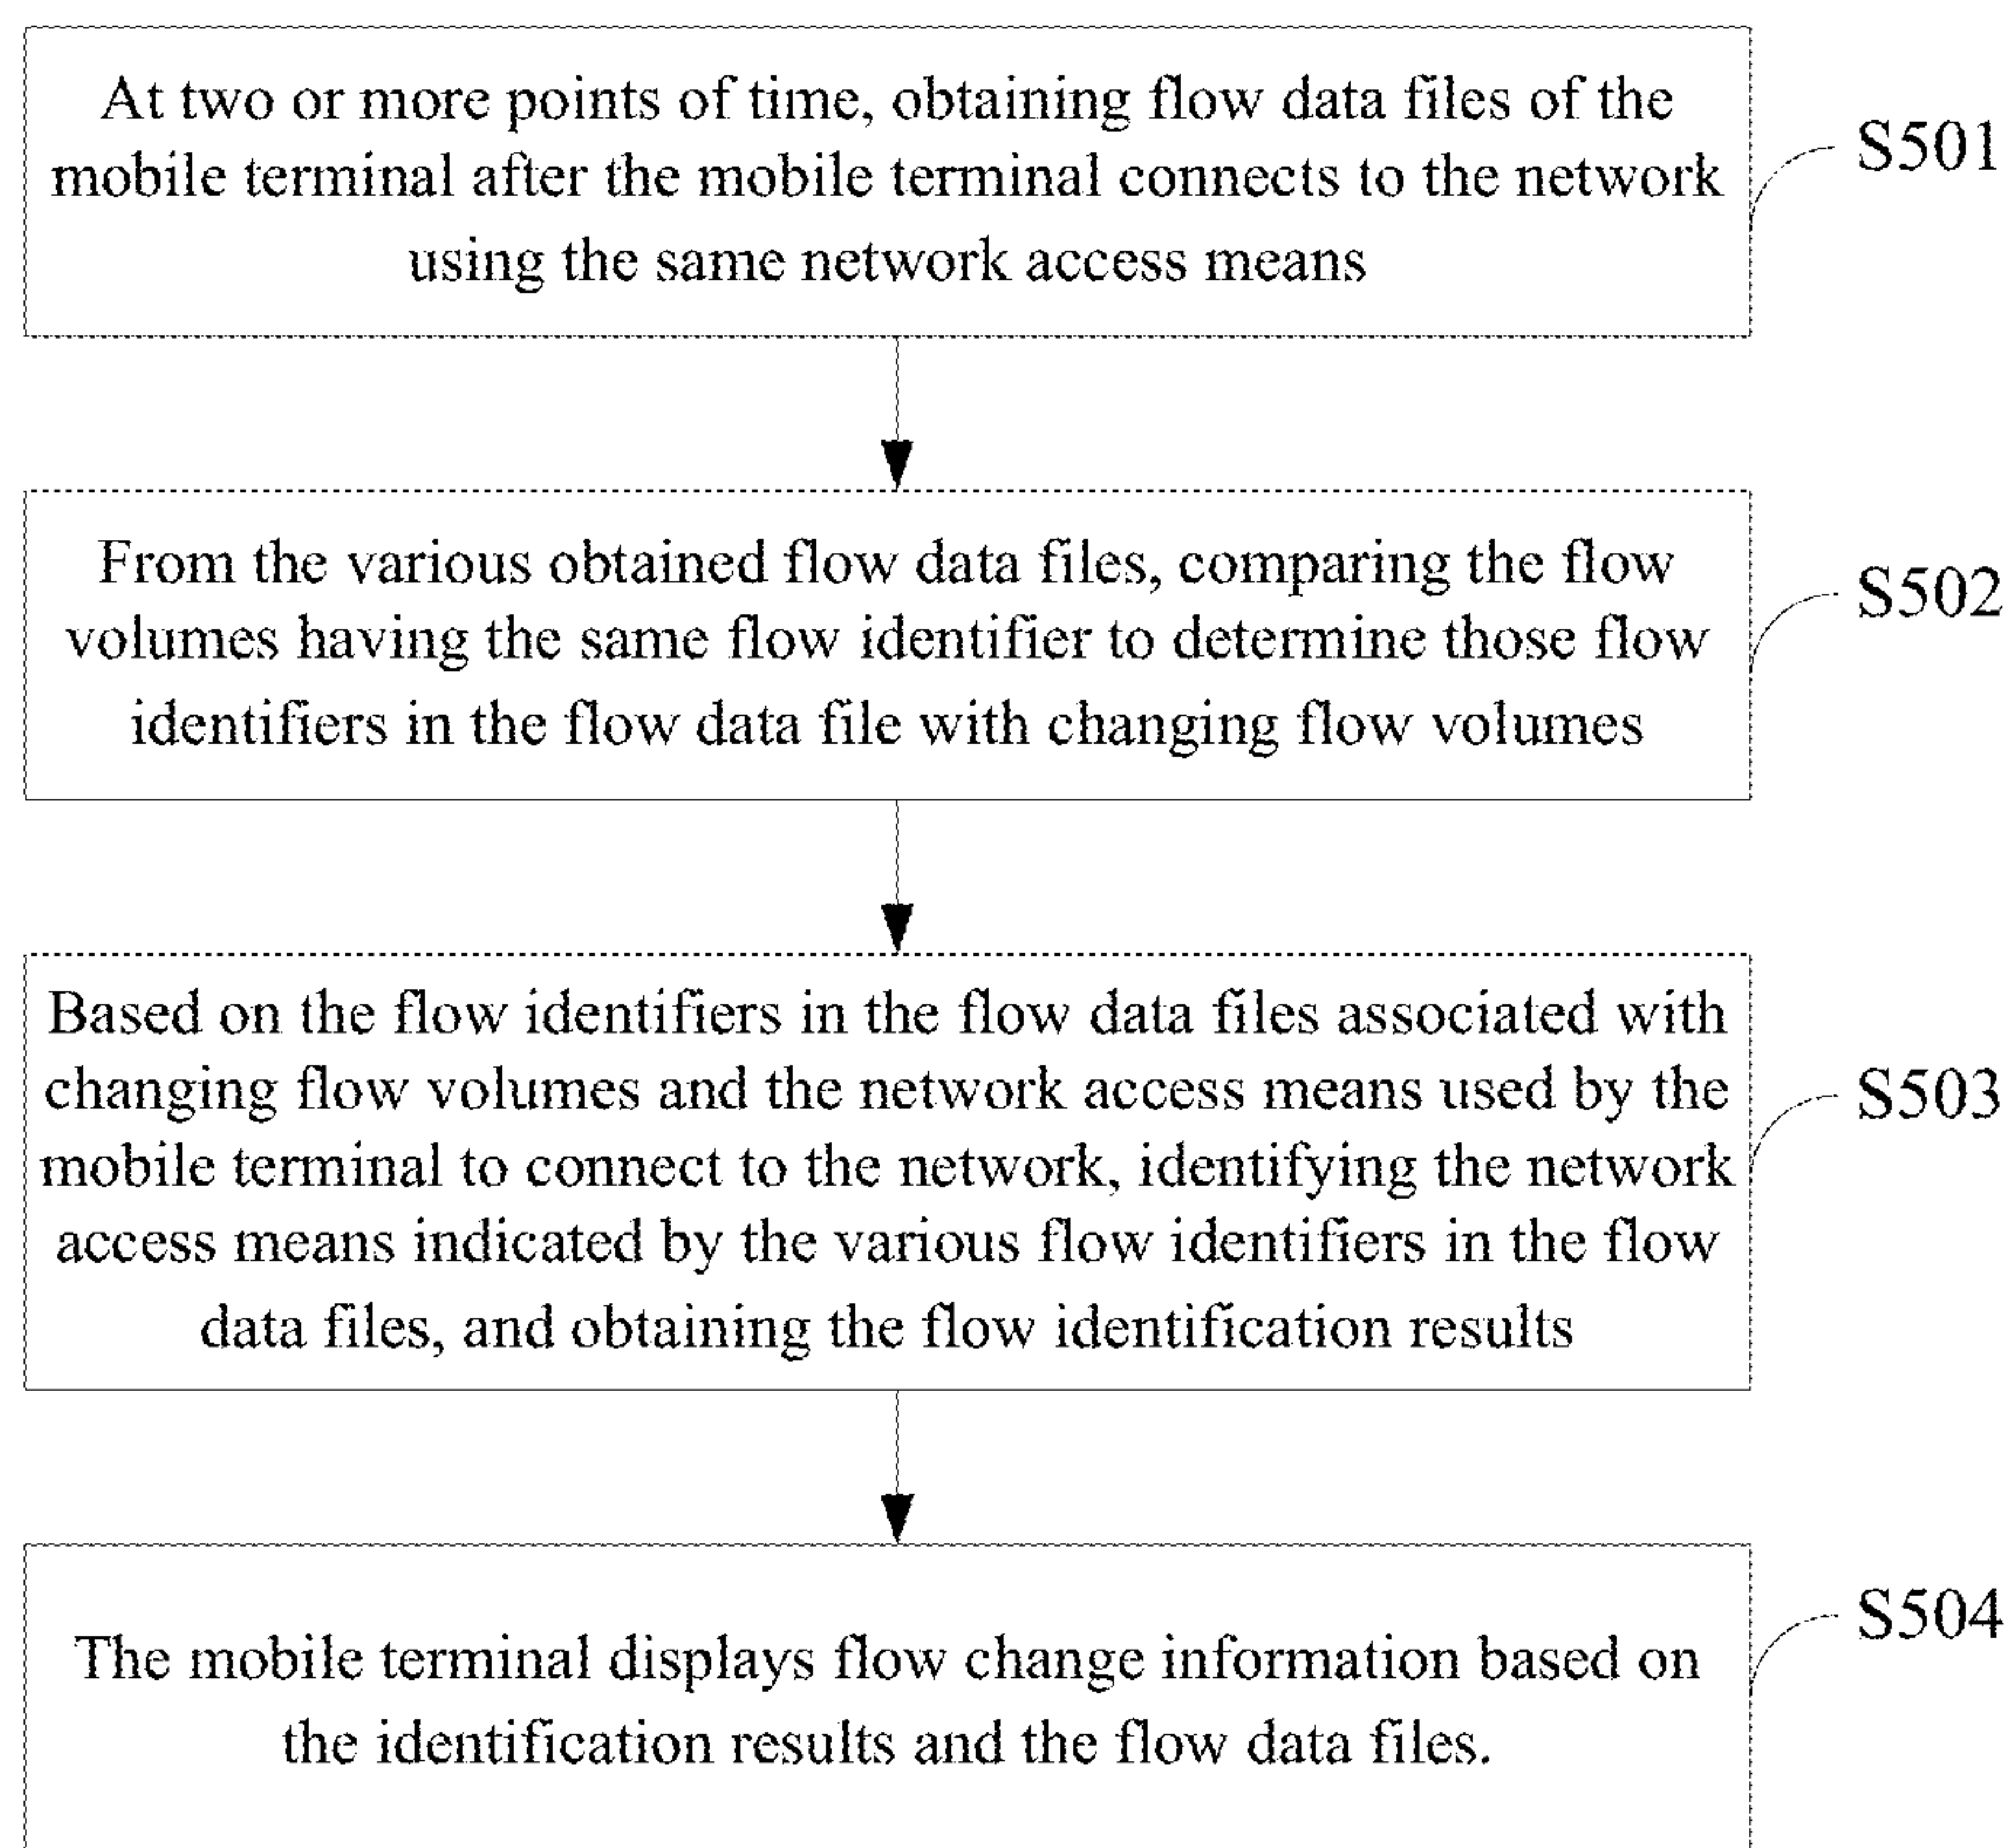 At two or more points of time, obtaining flow data files of the
mobile terminal after the mobile terminal connects to the network
using the same network access means
S501
From the various obtained flow data files, comparing the flow
volumes having the same flow identifier to determine those flow
identifiers in the flow data file with changing flow volumes
S502
Based on the flow identifiers in the flow data files associated with
changing flow volumes and the network access means used by the
mobile terminal to connect to the network, identifying the network
access means indicated by the various flow identifiers in the flow
data files, and obtaining the flow identification results
S503
The mobile terminal displays flow change information based on
the identification results and the flow data files.
S504